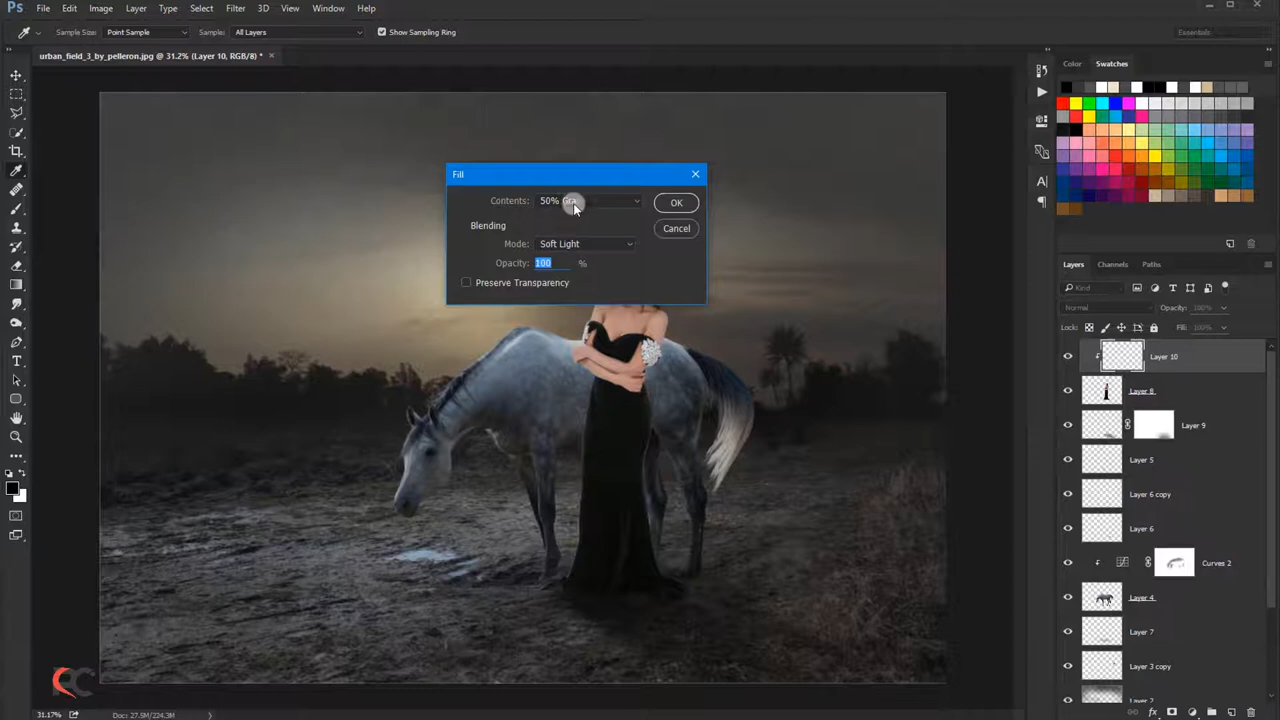 Ps File Edit Image Layer Type Select Filter 3D View Window Help
Sample Size: Point Sample Sample: All Layers Show Sampling Ring Essentials
urban_field_3_by_pelleron.jpg @ 31.2% (Layer 10, RGB/8) *
Color Swatches
Fill
Contents: 50% OK
Blending Cancel
Mode: Soft Light
Opacity: 100 %
Preserve Transparency
Layers Channels Paths
Kind
Normal Opacity: 100%
Lock: Fill: 100%
Layer 10
Layer 8
Layer 9
Layer 5
Layer 6 copy
Layer 6
Curves 2
Layer 4
Layer 7
Layer 3 copy
Layer 2
31.17% Doc: 27.5M/224.3M